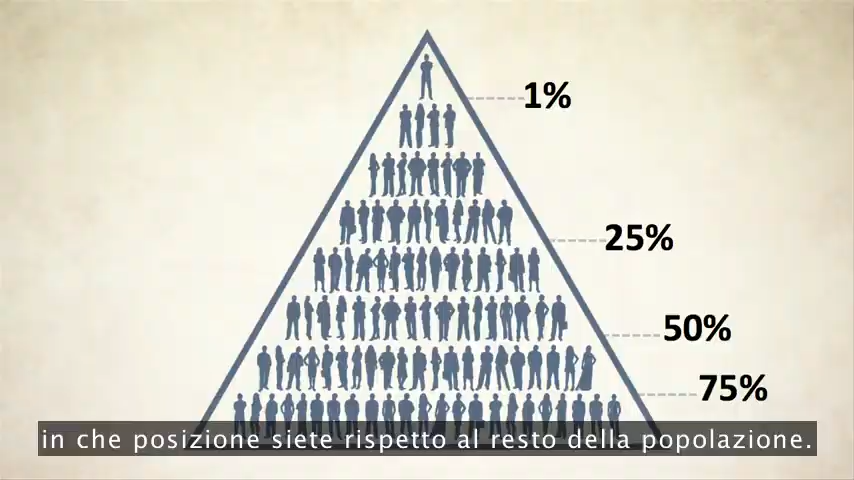 1%
25%
50%
75%
in che posizione siete rispetto al resto della popolazione.